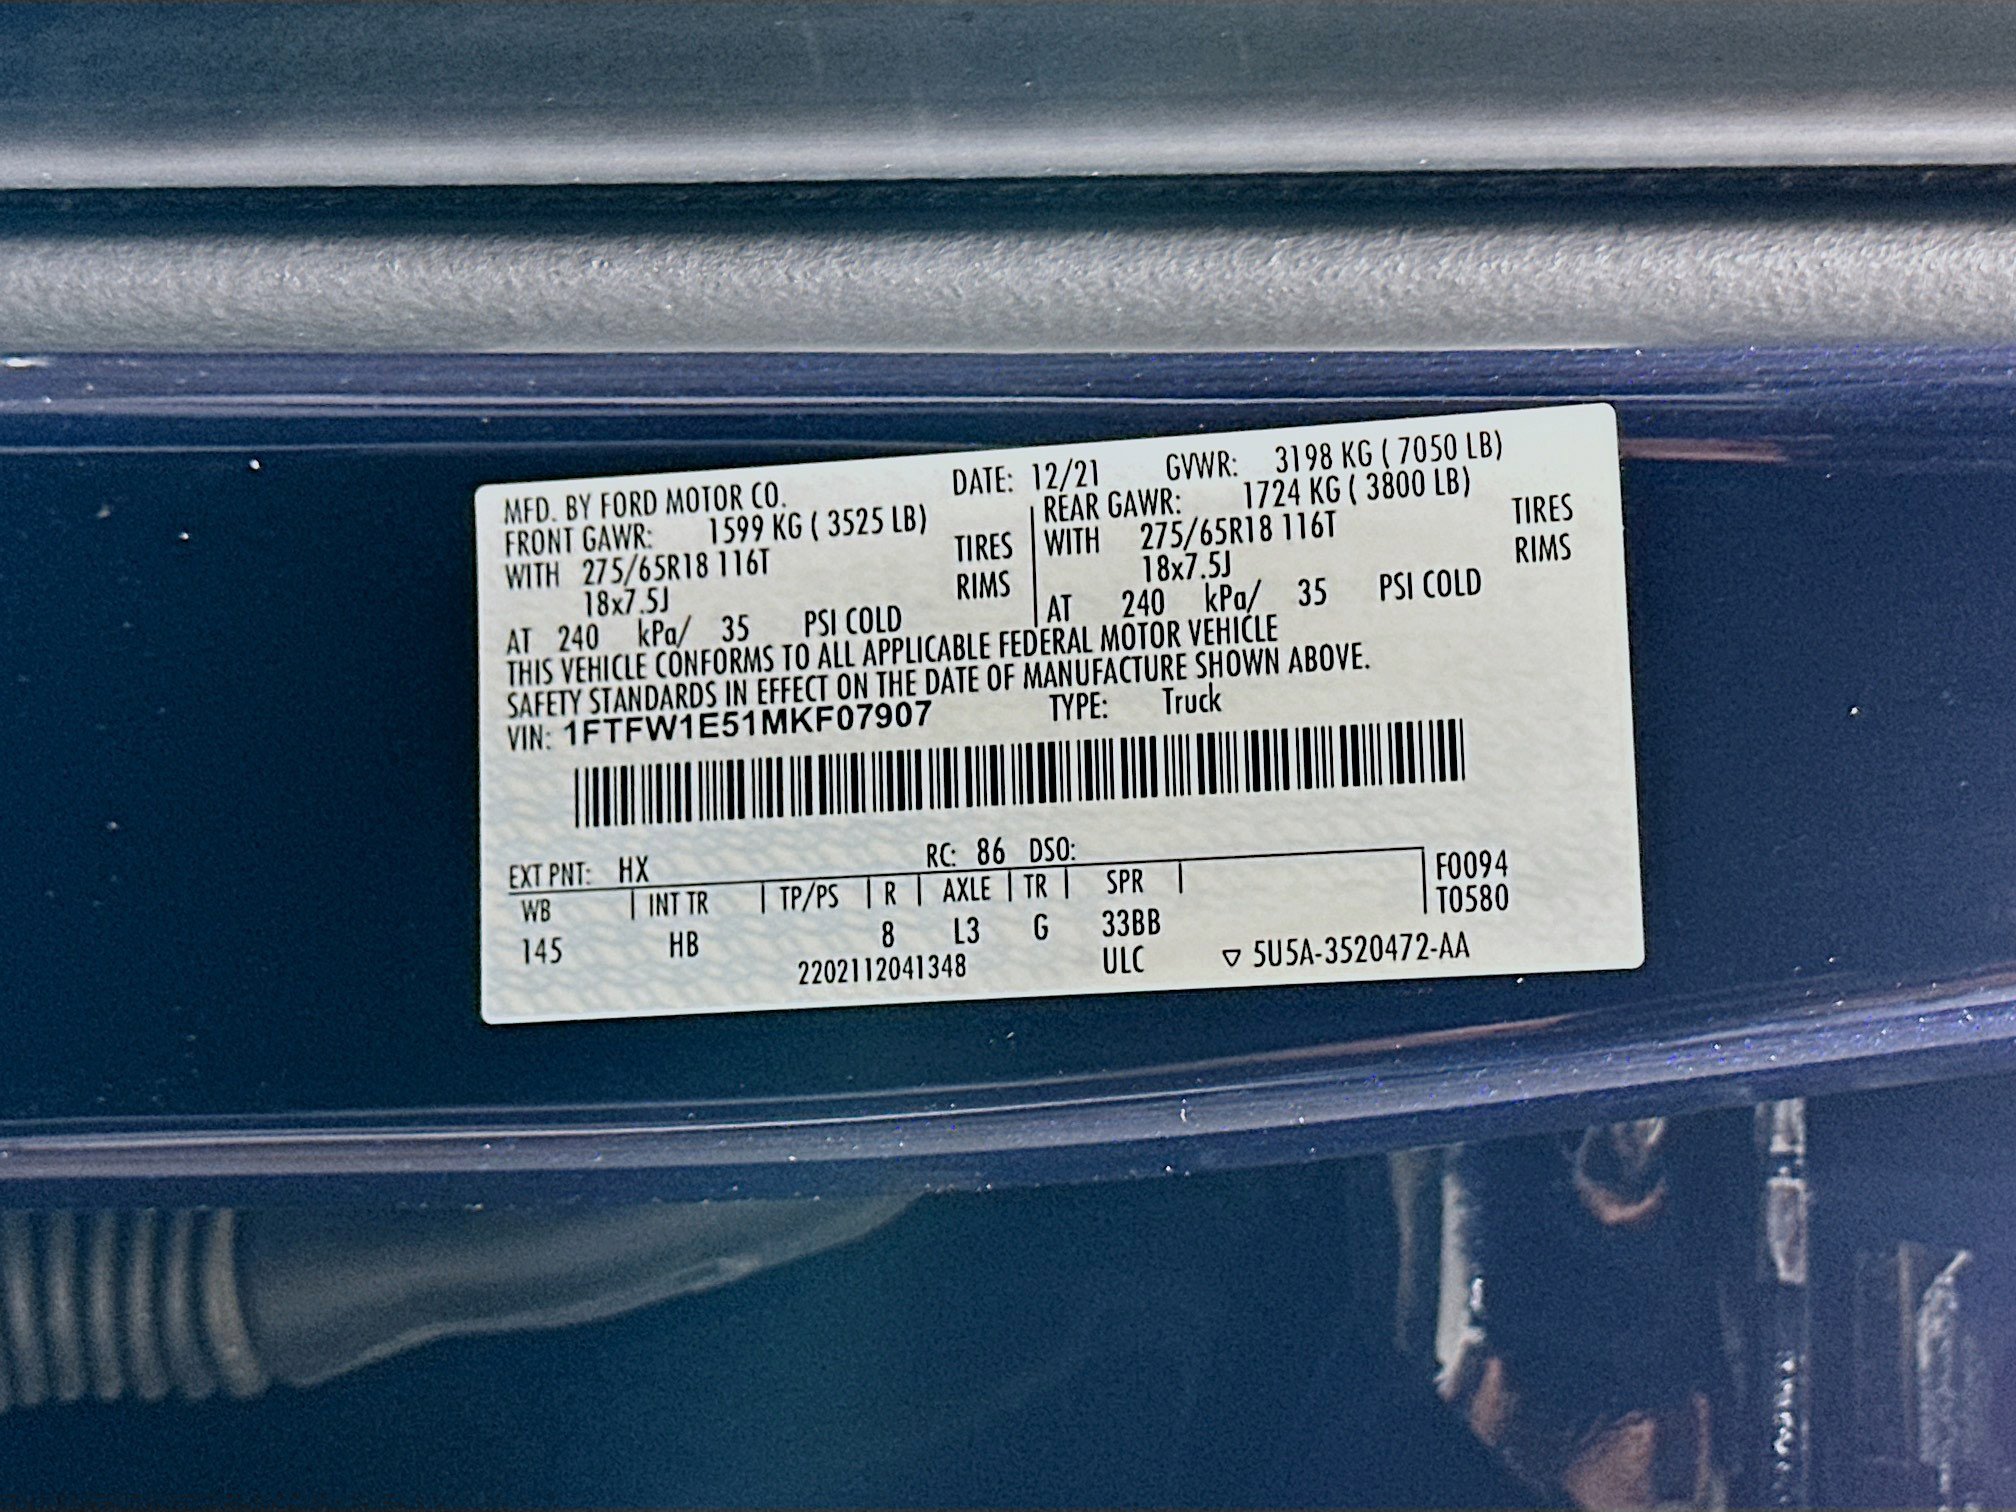 MFD. BY FORD MOTOR CO. DATE: 12/21 GVWR: 3198 KG ( 7050 LB)
FRONT GAWR: 1599 KG ( 3525 LB) REAR GAWR: 1724 KG ( 3800 LB)
WITH 275/65R18 116T TIRES WITH 275/65R18 116T TIRES
18x7.5J RIMS 18x7.5J RIMS
AT 240 kPa/ 35 PSI COLD AT 240 kPa/ 35 PSI COLD
THIS VEHICLE CONFORMS TO ALL APPLICABLE FEDERAL MOTOR VEHICLE
SAFETY STANDARDS IN EFFECT ON THE DATE OF MANUFACTURE SHOWN ABOVE.
VIN: 1FTFW1E51MKF07907 TYPE: Truck
EXT PNT: HX RC: 86 DSO: F0094
WB INT TR TP/PS R AXLE TR SPR T0580
145 HB 8 L3 G 33BB
2202112041348 ULC ▽ 5U5A-3520472-AA